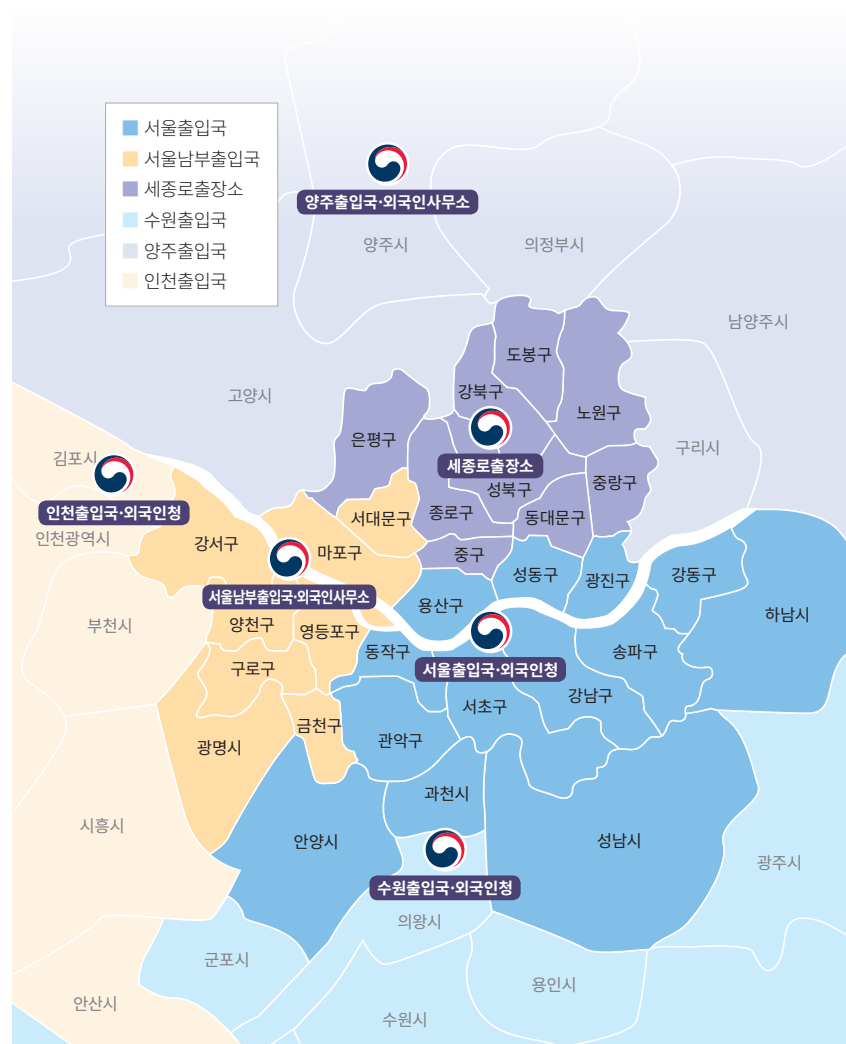 서울출입국
서울남부출입국
세종로출장소
수원출입국
양주출입국
인천출입국
양주출입국·외국인사무소
양주시
의정부시
남양주시
도봉구
강북구
고양시
노원구
은평구
구리시
김포시
세종로출장소
성북구
중랑구
인천출입국·외국인청
인천광역시
서대문구
종로구
동대문구
강서구
마포구
중구
성동구
광진구
강동구
서울남부출입국·외국인사무소
용산구
하남시
부천시
양천구
영등포구
동작구
송파구
구로구
서울출입국·외국인청
강남구
서초구
금천구
광명시
관악구
과천시
시흥시
안양시
성남시
광주시
수원출입국·외국인청
의왕시
군포시
용인시
안산시
수원시